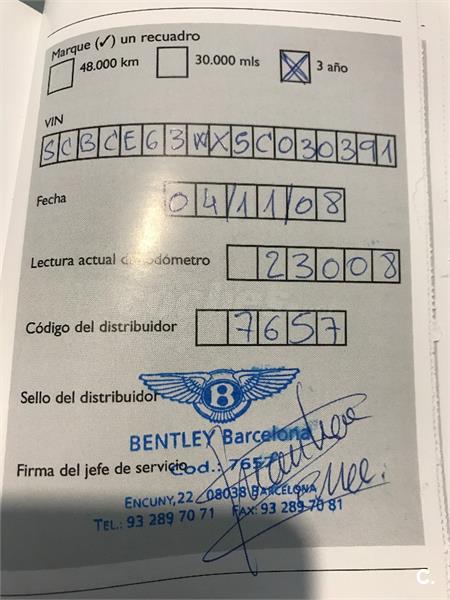 Marque (✓) un recuadro
48.000 km 30.000 mls 3 año
VIN
SCBCE63WX5C030391
Fecha
04/11/08
Lectura actual odómetro
23008
Código del distribuidor
7657
Sello del distribuidor
B
BENTLEY Barcelona
Firma del jefe de servicio Cod.: 7657
ENCUNY, 22 08038 BARCELONA
TEL.: 93 289 70 71 FAX: 93 289 70 81
C.